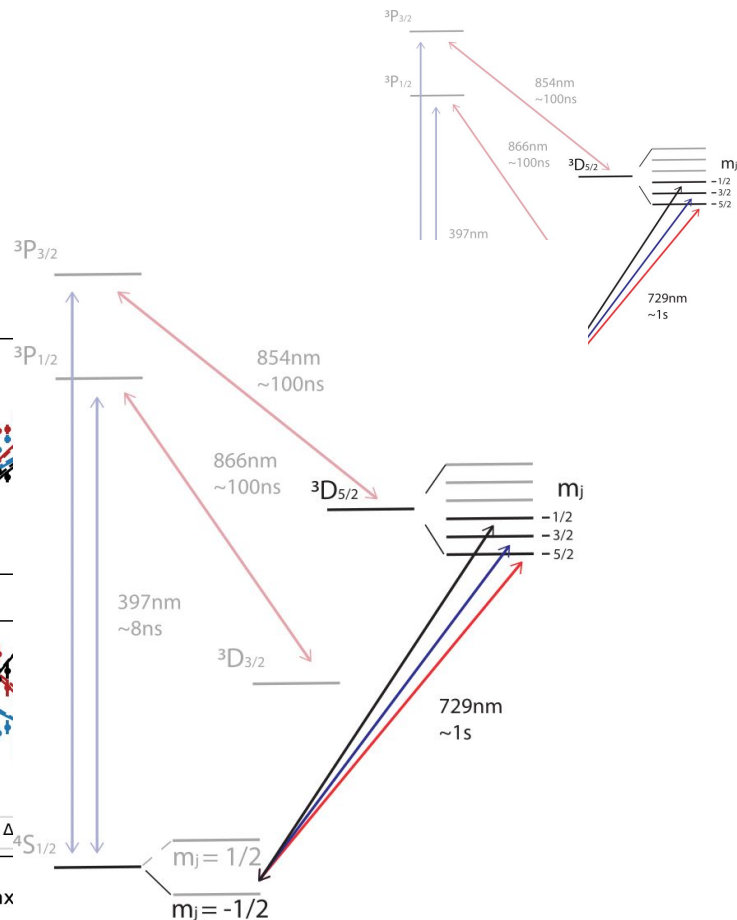 ³P3/2
854nm
~100ns
³P1/2
866nm
~100ns
³D5/2
mj
−1/2
−3/2
−5/2
397nm
729nm
~1s
³P3/2
³P1/2
854nm
~100ns
866nm
~100ns
³D5/2
mj
−1/2
−3/2
−5/2
397nm
~8ns
³D3/2
729nm
~1s
Δ
⁴S1/2
mj = 1/2
mj = -1/2